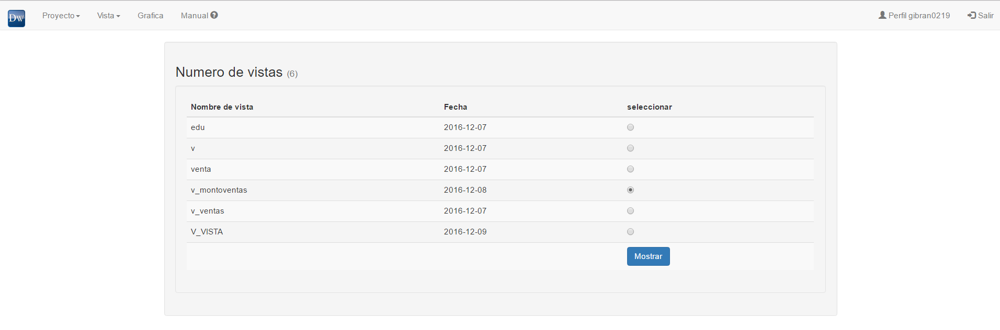 DW Proyecto Vista Grafica Manual Perfil gibran0219 Salir
Numero de vistas (6)
Nombre de vista Fecha seleccionar
edu 2016-12-07
v 2016-12-07
venta 2016-12-07
v_montoventas 2016-12-08
v_ventas 2016-12-07
V_VISTA 2016-12-09
Mostrar